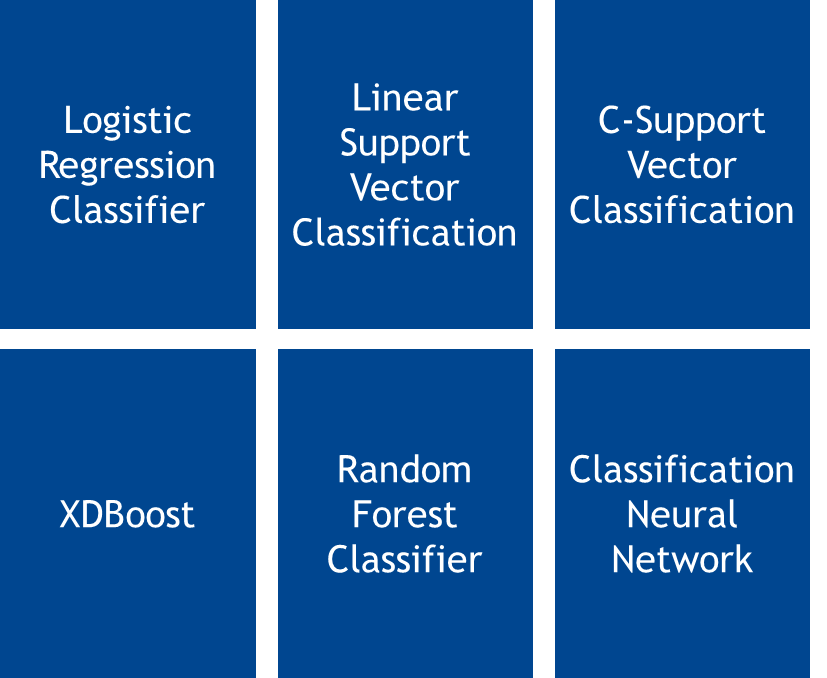 Logistic
Regression
Classifier
Linear
Support
Vector
Classification
C-Support
Vector
Classification
XDBoost
Random
Forest
Classifier
Classification
Neural
Network